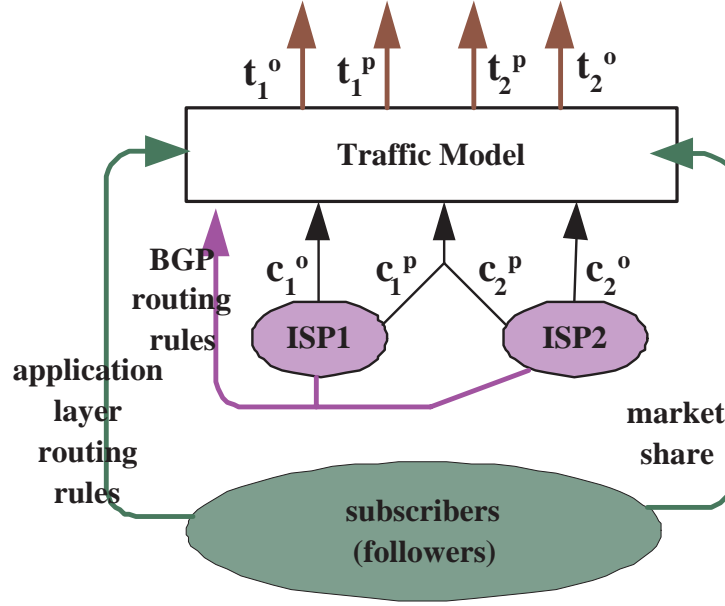 t₁ᵒ t₁ᵖ t₂ᵖ t₂ᵒ
Traffic Model
BGP
routing
rules
c₁ᵒ c₁ᵖ c₂ᵖ c₂ᵒ
ISP1
ISP2
application
layer
routing
rules
market
share
subscribers
(followers)